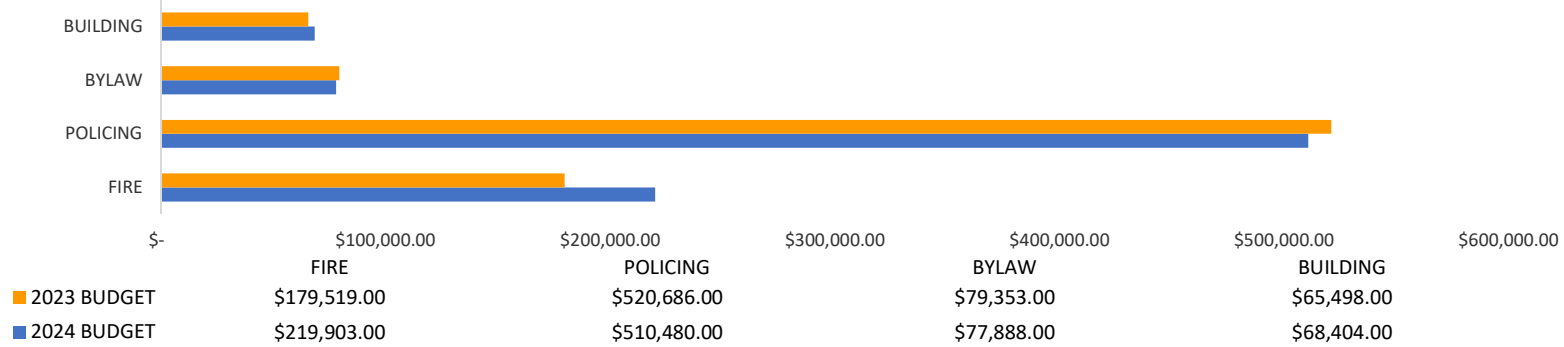 BUILDING
BYLAW
POLICING
FIRE
$- $100,000.00 $200,000.00 $300,000.00 $400,000.00 $500,000.00 $600,000.00
FIRE POLICING BYLAW BUILDING
2023 BUDGET $179,519.00 $520,686.00 $79,353.00 $65,498.00
2024 BUDGET $219,903.00 $510,480.00 $77,888.00 $68,404.00